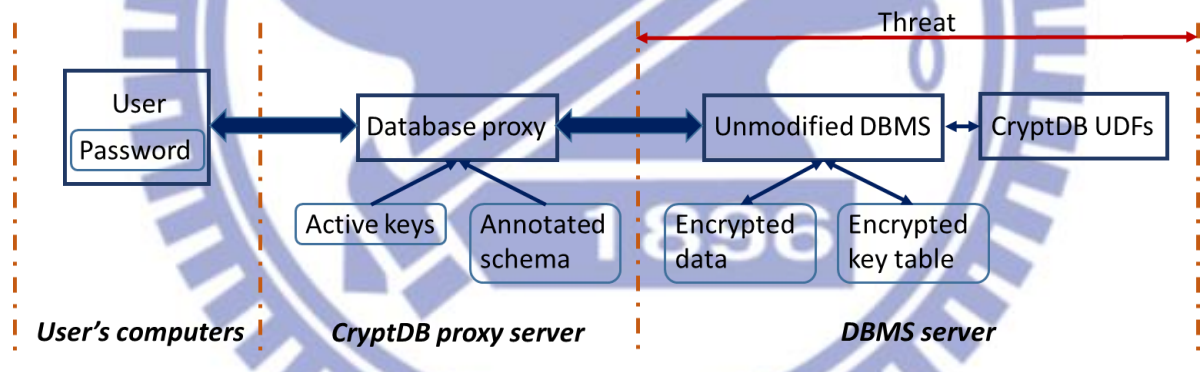 Threat
User
Password
Database proxy
Unmodified DBMS
CryptDB UDFs
Active keys
Annotated
schema
Encrypted
data
Encrypted
key table
1896
User's computers
CryptDB proxy server
DBMS server